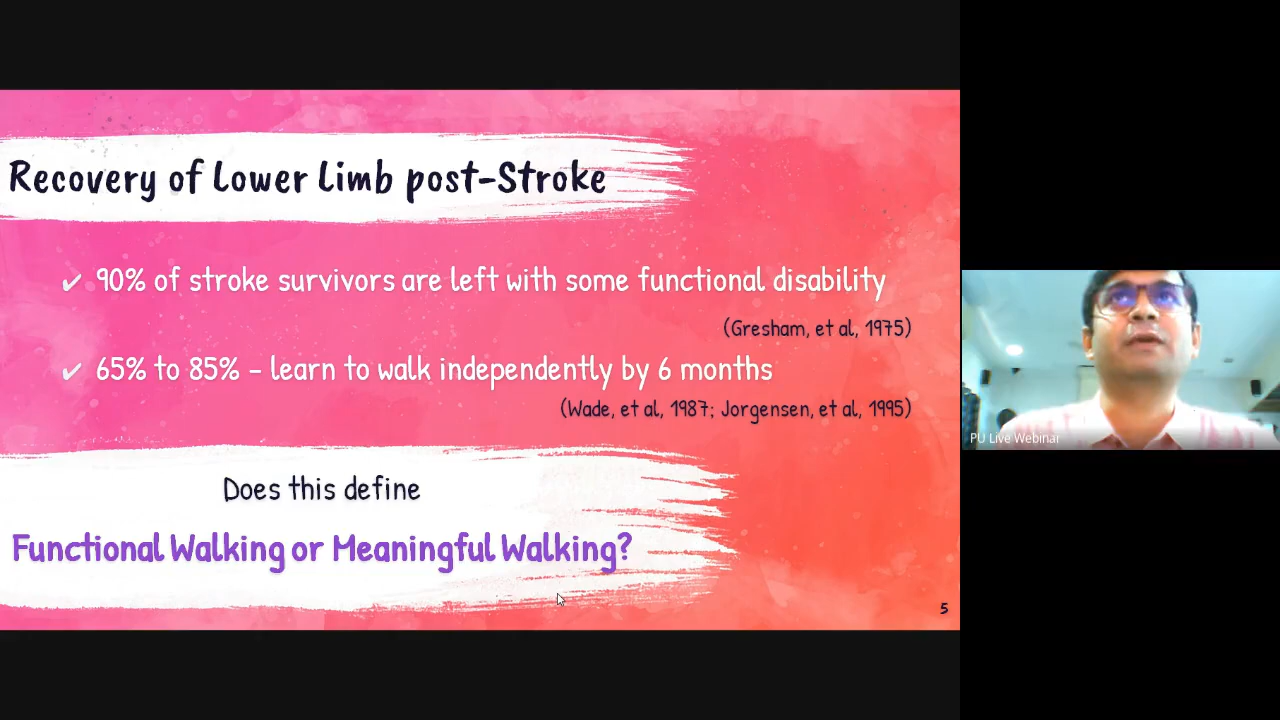 Recovery of Lower Limb post-Stroke
✓ 90% of stroke survivors are left with some functional disability
(Gresham, et al, 1975)
✓ 65% to 85% – learn to walk independently by 6 months
(Wade, et al, 1987; Jorgensen, et al, 1995)
Does this define
Functional Walking or Meaningful Walking?
5
PU Live Webinar